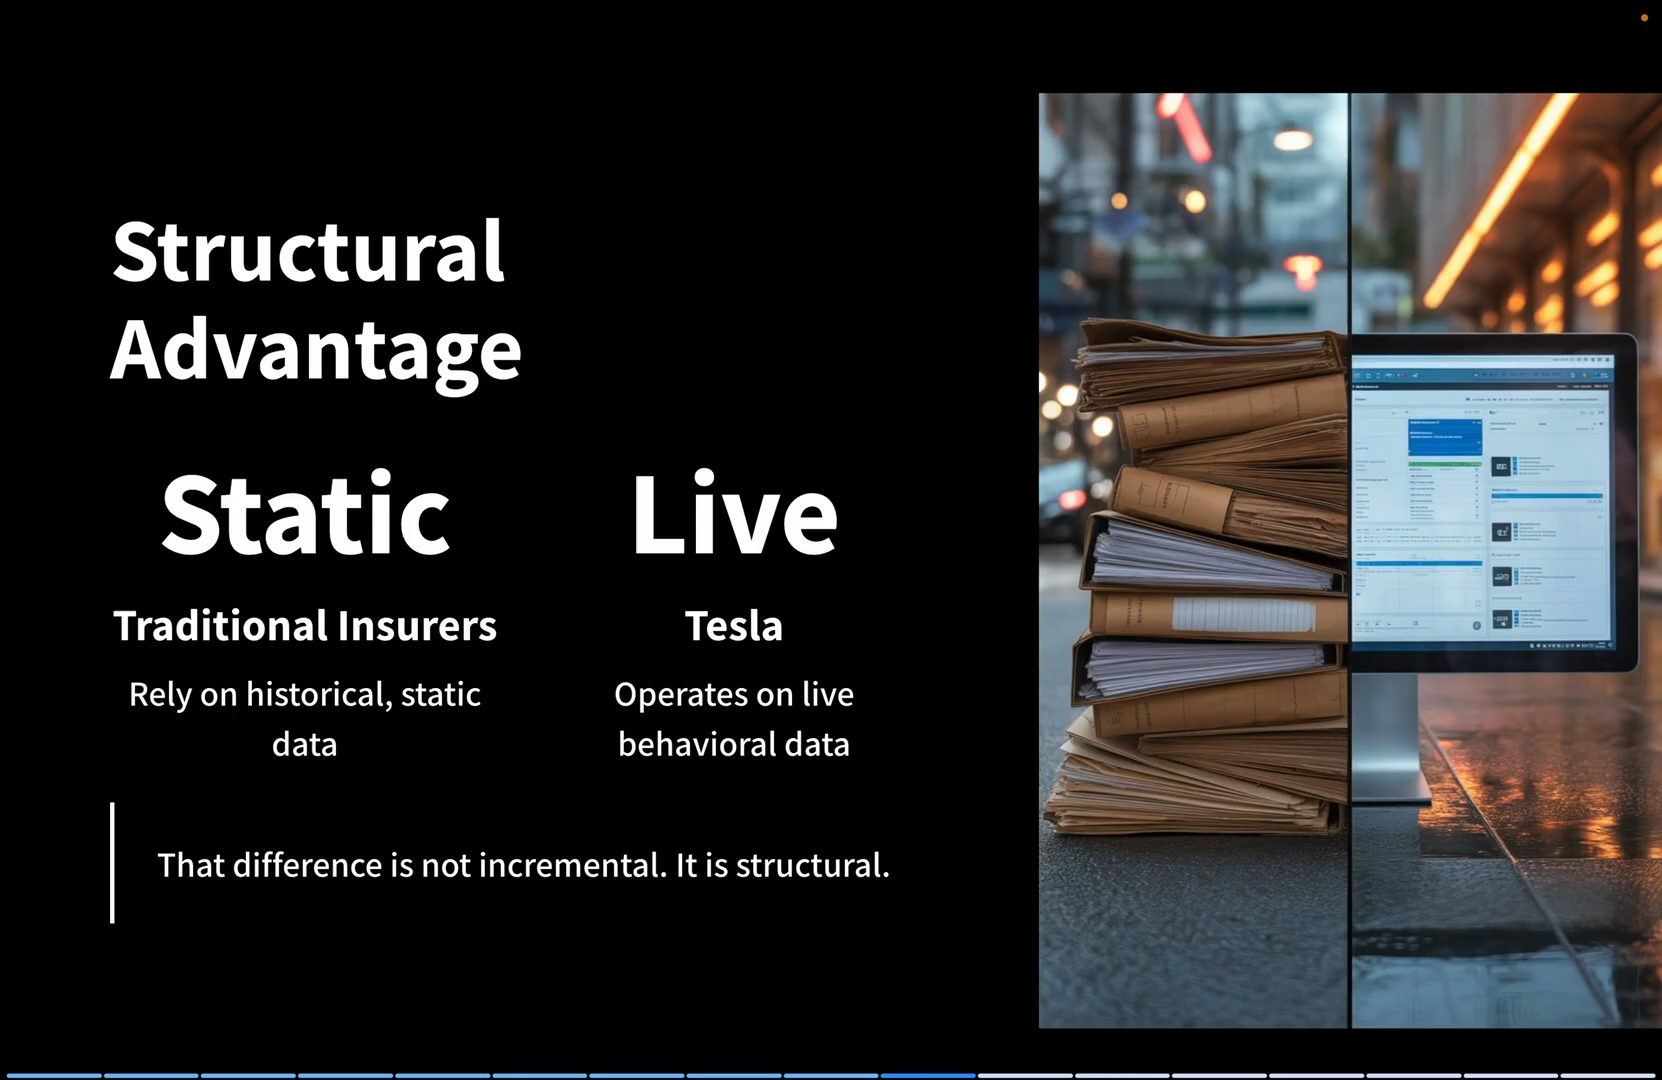 Structural
Advantage
Static
Traditional Insurers
Rely on historical, static
data
Live
Tesla
Operates on live
behavioral data
That difference is not incremental. It is structural.